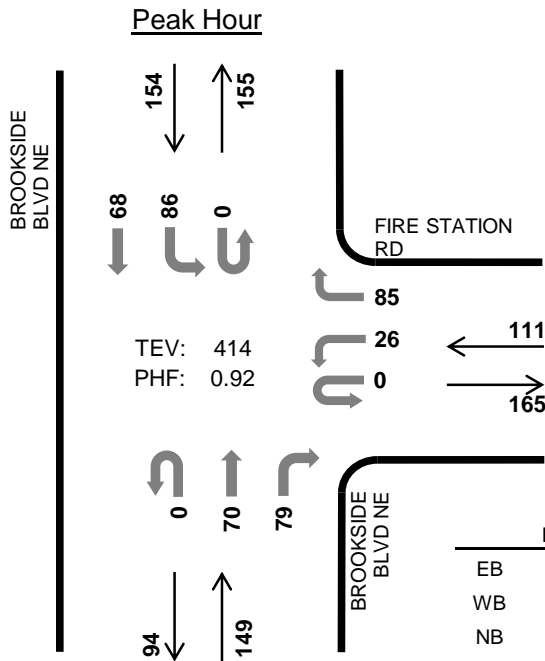 Peak Hour
154
155
BROOKSIDE
BLVD NE
68
86
0
FIRE STATION
RD
85
26
0
111
165
TEV: 414
PHF: 0.92
0
70
79
BROOKSIDE
BLVD NE
94
149
EB
WB
NB